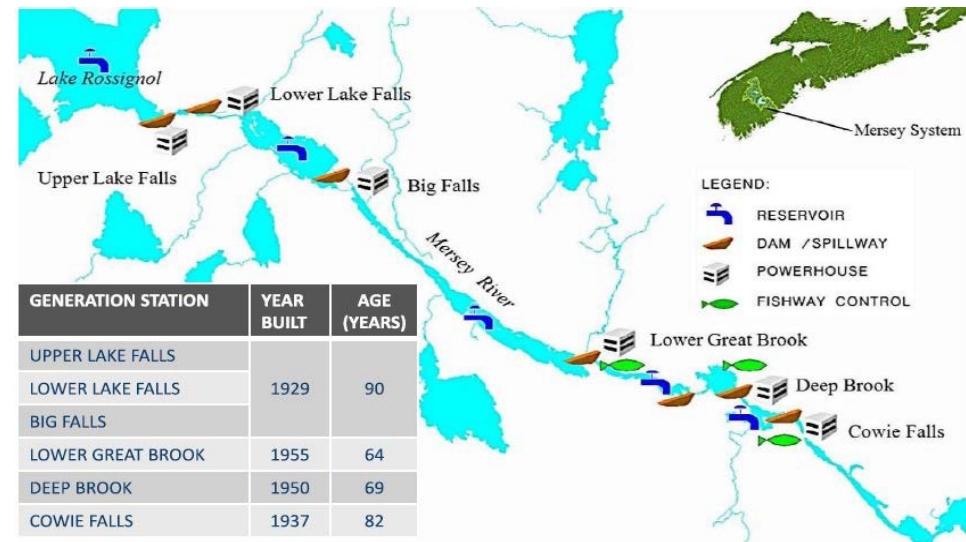 Lake Rossignol
Lower Lake Falls
Upper Lake Falls
Big Falls
Mersey River
Lower Great Brook
Deep Brook
Cowie Falls
Mersey System
LEGEND:
RESERVOIR
DAM / SPILLWAY
POWERHOUSE
FISHWAY CONTROL
GENERATION STATION YEAR BUILT AGE (YEARS)
UPPER LAKE FALLS
LOWER LAKE FALLS 1929 90
BIG FALLS
LOWER GREAT BROOK 1955 64
DEEP BROOK 1950 69
COWIE FALLS 1937 82